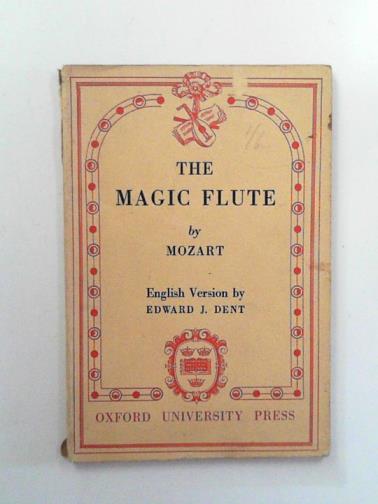 THE
MAGIC FLUTE
by
MOZART
English Version by
EDWARD J. DENT
OXFORD UNIVERSITY PRESS